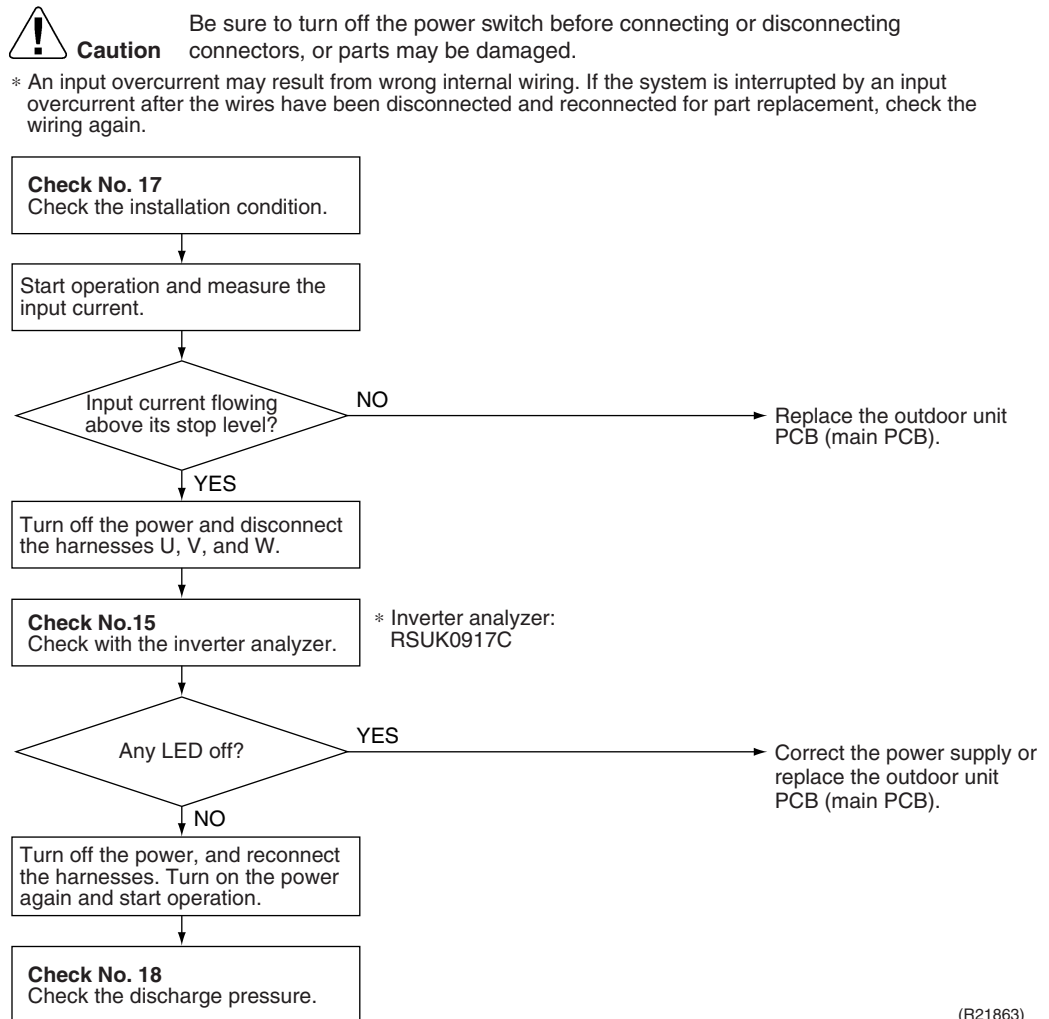 Be sure to turn off the power switch before connecting or disconnecting
Caution connectors, or parts may be damaged.
* An input overcurrent may result from wrong internal wiring. If the system is interrupted by an input
overcurrent after the wires have been disconnected and reconnected for part replacement, check the
wiring again.
Check No. 17
Check the installation condition.
Start operation and measure the
input current.
Input current flowing
above its stop level?
NO
Replace the outdoor unit
PCB (main PCB).
YES
Turn off the power and disconnect
the harnesses U, V, and W.
Check No.15
Check with the inverter analyzer.
* Inverter analyzer:
RSUK0917C
Any LED off?
YES
Correct the power supply or
replace the outdoor unit
PCB (main PCB).
NO
Turn off the power, and reconnect
the harnesses. Turn on the power
again and start operation.
Check No. 18
Check the discharge pressure.
(R21863)